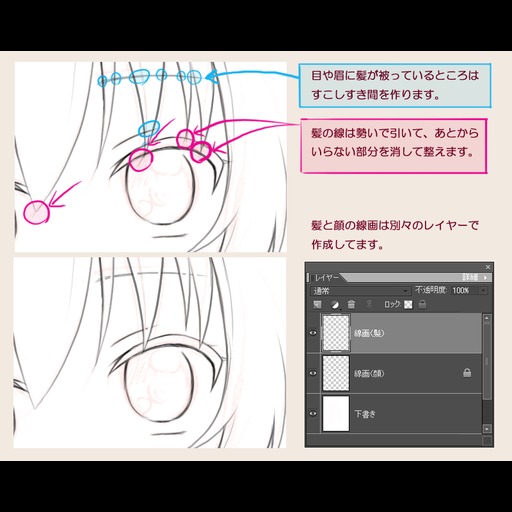 目や眉に髪が被っているところは
すこしすき間を作ります。
髪の線は勢いで引いて、あとから
いらない部分を消して整えます。
髪と顔の線画は別々のレイヤーで
作成してます。
レイヤー
詳細
通常
不透明度: 100%
ロック:
線画(髪)
線画(顔)
下書き